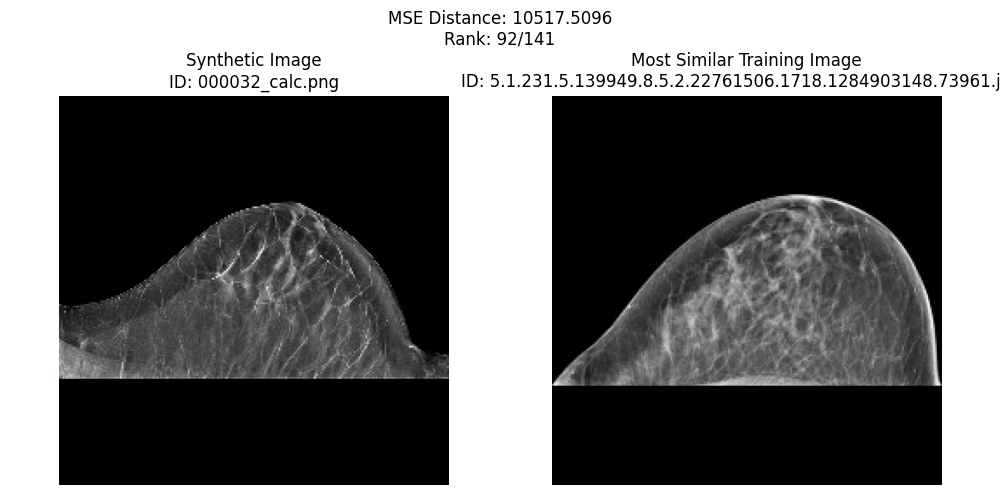 MSE Distance: 10517.5096
Rank: 92/141
Synthetic Image
ID: 000032_calc.png
Most Similar Training Image
ID: 5.1.231.5.139949.8.5.2.22761506.1718.1284903148.73961.j